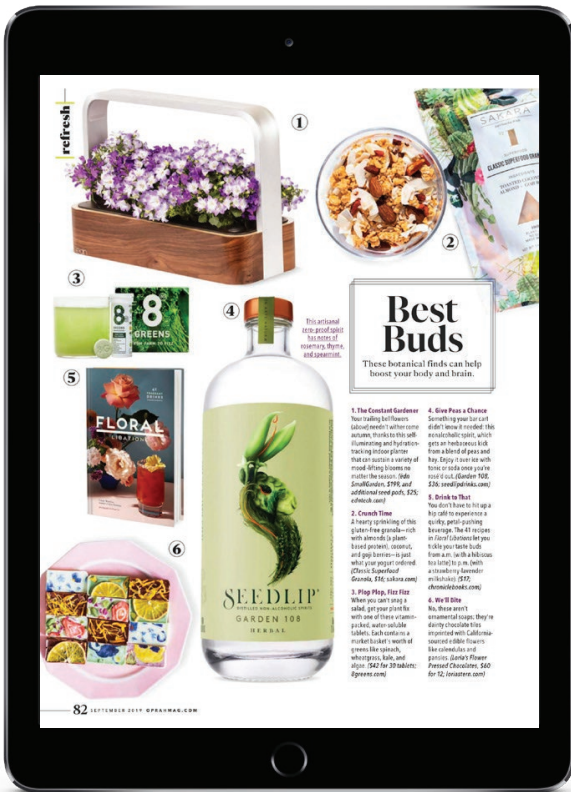 refresh
1
SAKARA
CLASSIC SUPERFOOD GRAN
2
3
8
8
GREENS
4
This artisanal
zero-proof spirit
has notes of
rosemary, thyme,
and spearmint.
Best
Buds
These botanical finds can help
boost your body and brain.
5
FLORAL
LIBATIONS
6
SEEDLIP
DISTILLED NON-ALCOHOLIC SPIRITS
GARDEN 108
HERBAL
1. The Constant Gardener
Your trailing bellflowers
(above) needn't wither come
autumn, thanks to this self-
illuminating and hydration-
tracking indoor planter
that can sustain a variety of
mood-lifting blooms no
matter the season. (ēdn
SmallGarden, $199, and
additional seed pods, $25;
edntech.com)
2. Crunch Time
A hearty sprinkling of this
gluten-free granola—rich
with almonds (a plant-
based protein), coconut,
and goji berries—is just
what your yogurt ordered.
(Classic Superfood
Granola, $16; sakara.com)
3. Plop Plop, Fizz Fizz
When you can't snag a
salad, get your plant fix
with one of these vitamin-
packed, water-soluble
tablets. Each contains a
market basket's worth of
greens like spinach,
wheatgrass, kale, and
algae. ($42 for 30 tablets;
8greens.com)
4. Give Peas a Chance
Something your bar cart
didn't know it needed: this
nonalcoholic spirit, which
gets an herbaceous kick
from a blend of peas and
hay. Enjoy it over ice with
tonic or soda once you're
rosé'd out. (Garden 108,
$36; seedlipdrinks.com)
5. Drink to That
You don't have to hit up a
hip café to experience a
quirky, petal-pushing
beverage. The 41 recipes
in Floral Libations let you
tickle your taste buds
from a.m. (with a hibiscus
tea latte) to p.m. (with
a strawberry lavender
milkshake). ($17;
chroniclebooks.com)
6. We'll Bite
No, these aren't
ornamental soaps; they're
dainty chocolate tiles
imprinted with California-
sourced edible flowers
like calendulas and
pansies. (Loria's Flower
Pressed Chocolates, $60
for 12; loriastern.com)
82 SEPTEMBER 2019 OPRAHMAG.COM